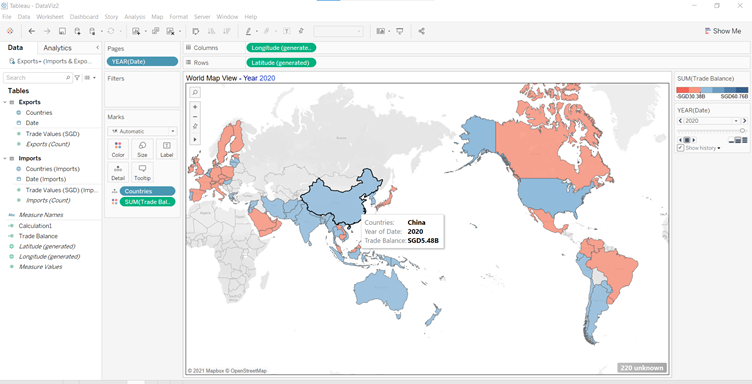 Tableau - DataViz2
File Data Worksheet Dashboard Story Analysis Map Format Server Window Help
Show Me
Data Analytics
Exports+ (Imports & Expo...
Search
Tables
Exports
Countries
Date
Trade Values (SGD)
Exports (Count)
Imports
Countries (Imports)
Date (Imports)
Trade Values (SGD) (Imp...
Imports (Count)
Measure Names
Calculation1
Trade Balance
Latitude (generated)
Longitude (generated)
Measure Values
Pages
YEAR(Date)
Filters
Marks
Automatic
Color Size Label
Detail Tooltip
Countries
SUM(Trade Bal...
Columns Longitude (generate..
Rows Latitude (generated)
World Map View - Year 2020
Countries: China
Year of Date: 2020
Trade Balance: SGD5.48B
© 2021 Mapbox © OpenStreetMap
220 unknown
SUM(Trade Balance)
YEAR(Date)
2020
Show history